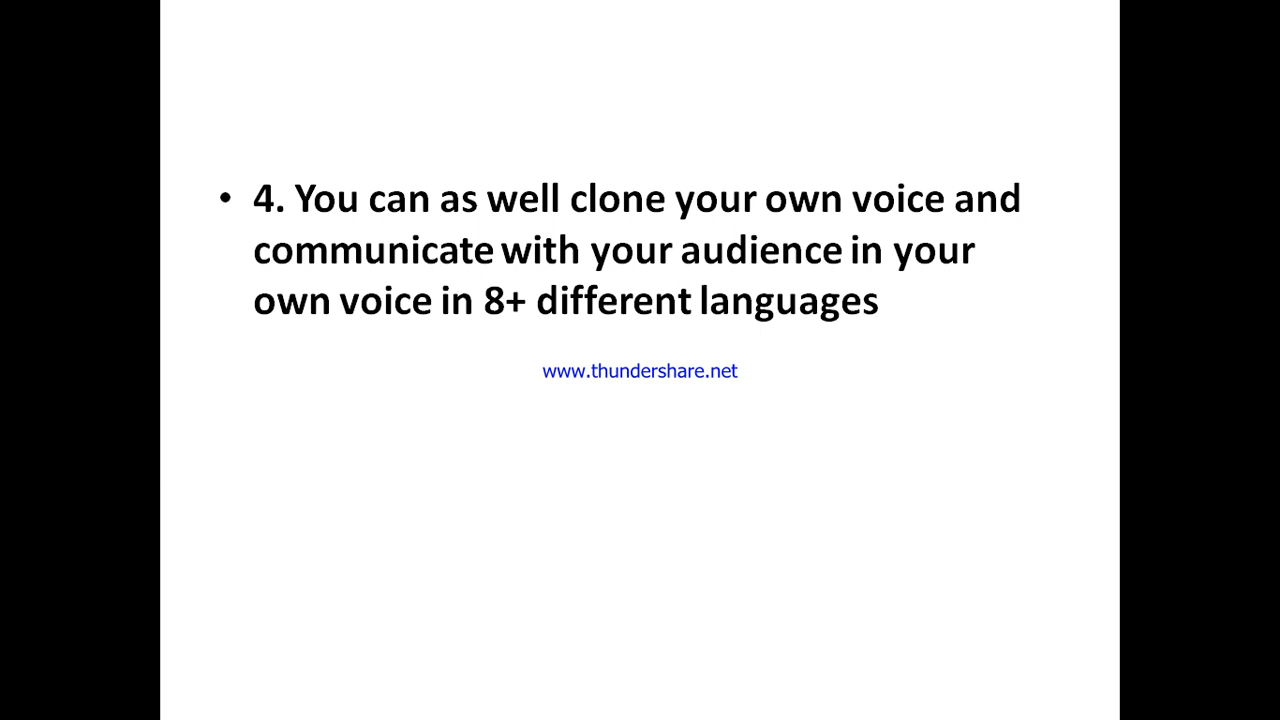 • 4. You can as well clone your own voice and
communicate with your audience in your
own voice in 8+ different languages
www.thundershare.net